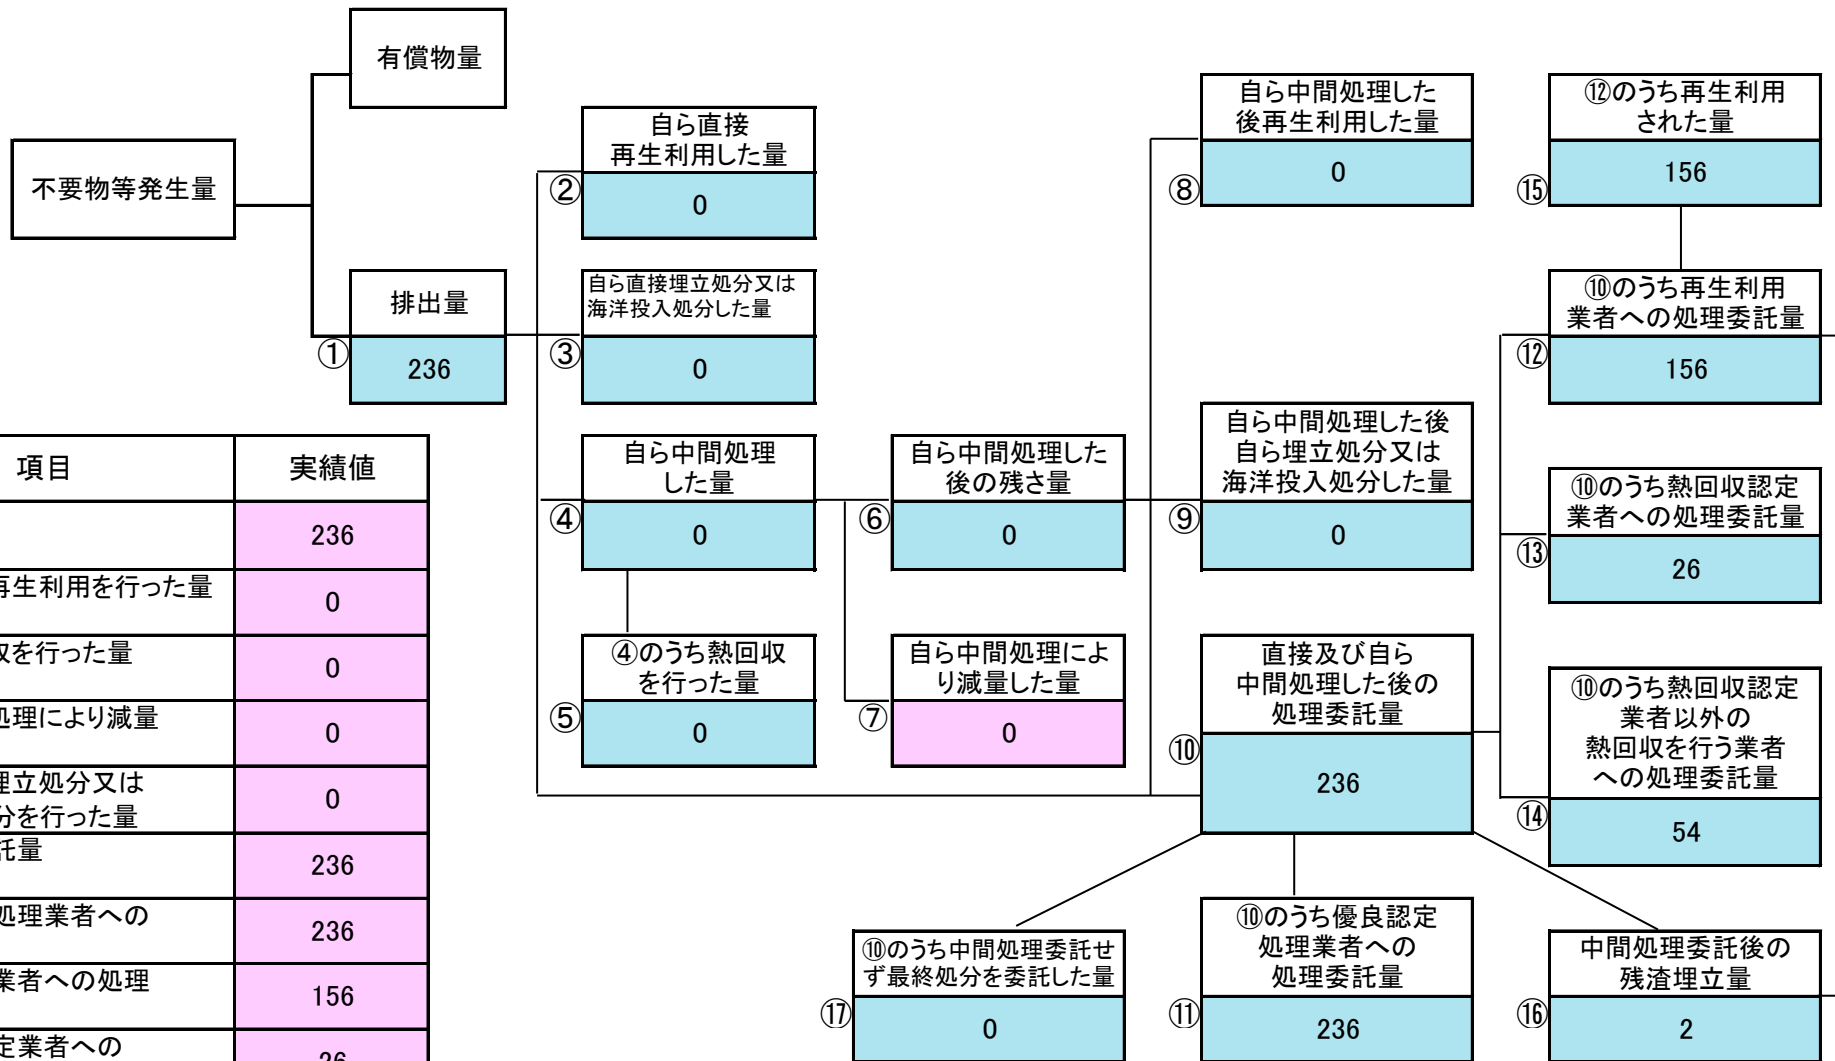 有償物量
不要物等発生量
排出量
①
236
自ら直接
再生利用した量
②
0
自ら直接埋立処分又は
海洋投入処分した量
③
0
自ら中間処理
した量
④
0
④のうち熱回収
を行った量
⑤
0
自ら中間処理した
後の残さ量
⑥
0
自ら中間処理によ
り減量した量
⑦
0
自ら中間処理した
後再生利用した量
⑧
0
自ら中間処理した後
自ら埋立処分又は
海洋投入処分した量
⑨
0
直接及び自ら
中間処理した後の
処理委託量
⑩
236
⑫のうち再生利用
された量
⑮
156
⑩のうち再生利用
業者への処理委託量
⑫
156
⑩のうち熱回収認定
業者への処理委託量
⑬
26
⑩のうち熱回収認定
業者以外の
熱回収を行う業者
への処理委託量
⑭
54
⑩のうち中間処理委託せ
ず最終処分を委託した量
⑰
0
⑩のうち優良認定
処理業者への
処理委託量
⑪
236
中間処理委託後の
残渣埋立量
⑯
2
項目 実績値
236
再生利用を行った量 0
を行った量 0
処理により減量 0
埋立処分又は
を行った量 0
託量 236
処理業者への 236
業者への処理 156
定業者への 26